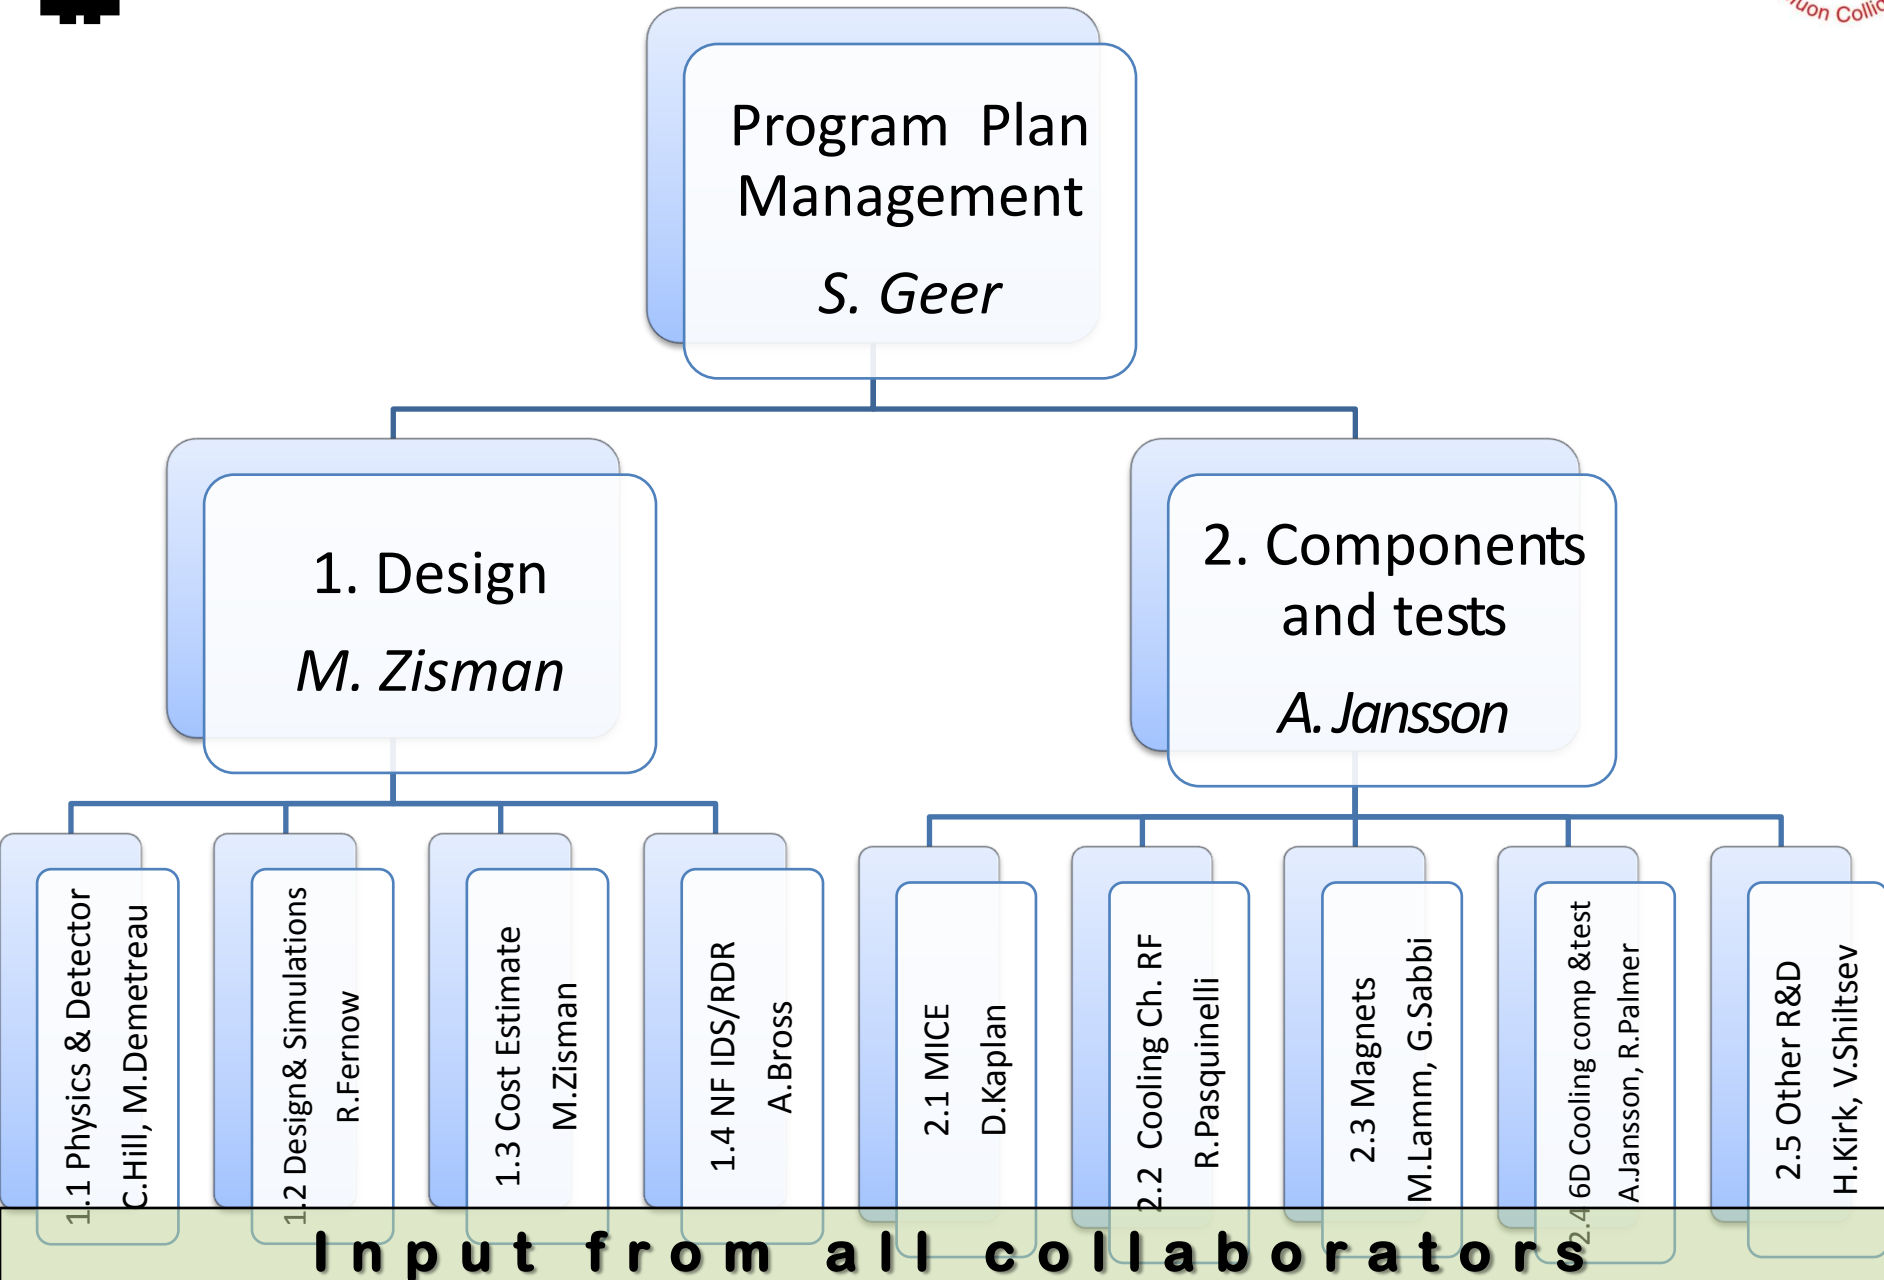 uon Collic
Program Plan
Management
S. Geer
1. Design
M. Zisman
2. Components
and tests
A. Jansson
1.1 Physics & Detector
C.Hill, M.Demetreau
1.2 Design& Simulations
R.Fernow
1.3 Cost Estimate
M.Zisman
1.4 NF IDS/RDR
A.Bross
2.1 MICE
D.Kaplan
2.2 Cooling Ch. RF
R.Pasquinelli
2.3 Magnets
M.Lamm, G.Sabbi
2.4 6D Cooling comp &test
A.Jansson, R.Palmer
2.5 Other R&D
H.Kirk, V.Shiltsev
Input from all collaborators